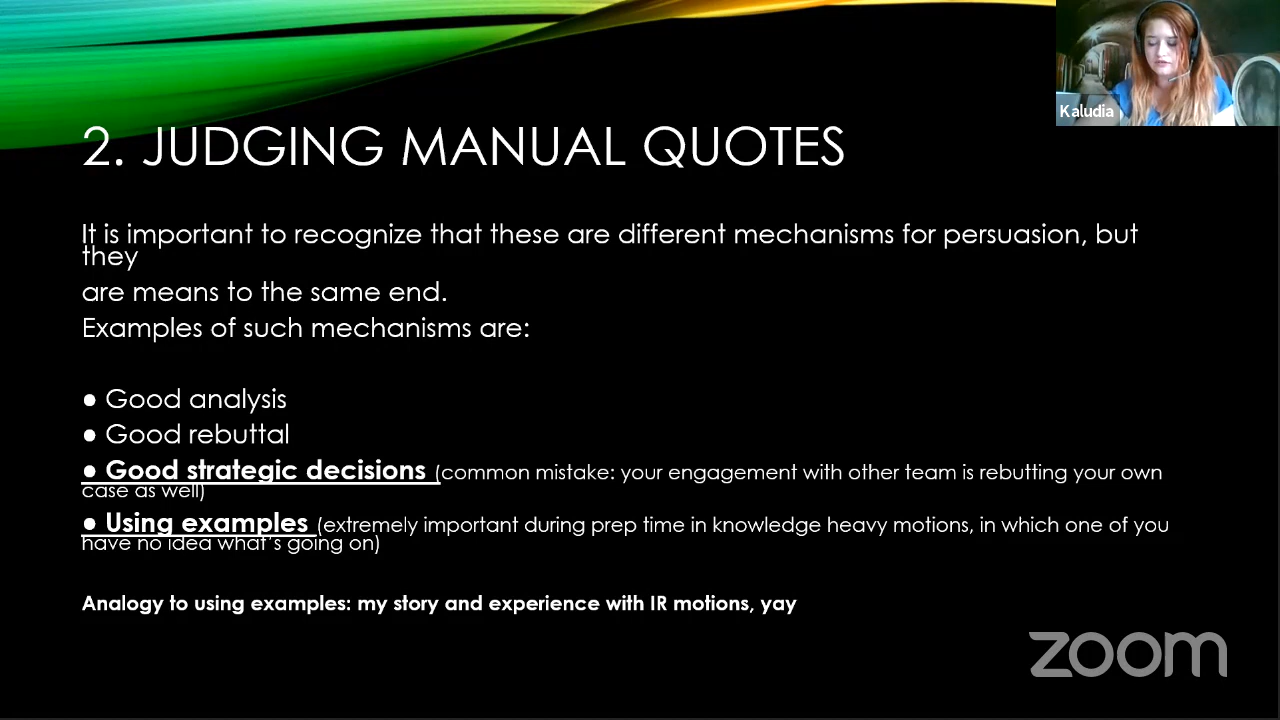 Kaludia
2. JUDGING MANUAL QUOTES
It is important to recognize that these are different mechanisms for persuasion, but
they
are means to the same end.
Examples of such mechanisms are:
● Good analysis
● Good rebuttal
● Good strategic decisions (common mistake: your engagement with other team is rebutting your own
case as well)
● Using examples (extremely important during prep time in knowledge heavy motions, in which one of you
have no idea what's going on)
Analogy to using examples: my story and experience with IR motions, yay
zoom